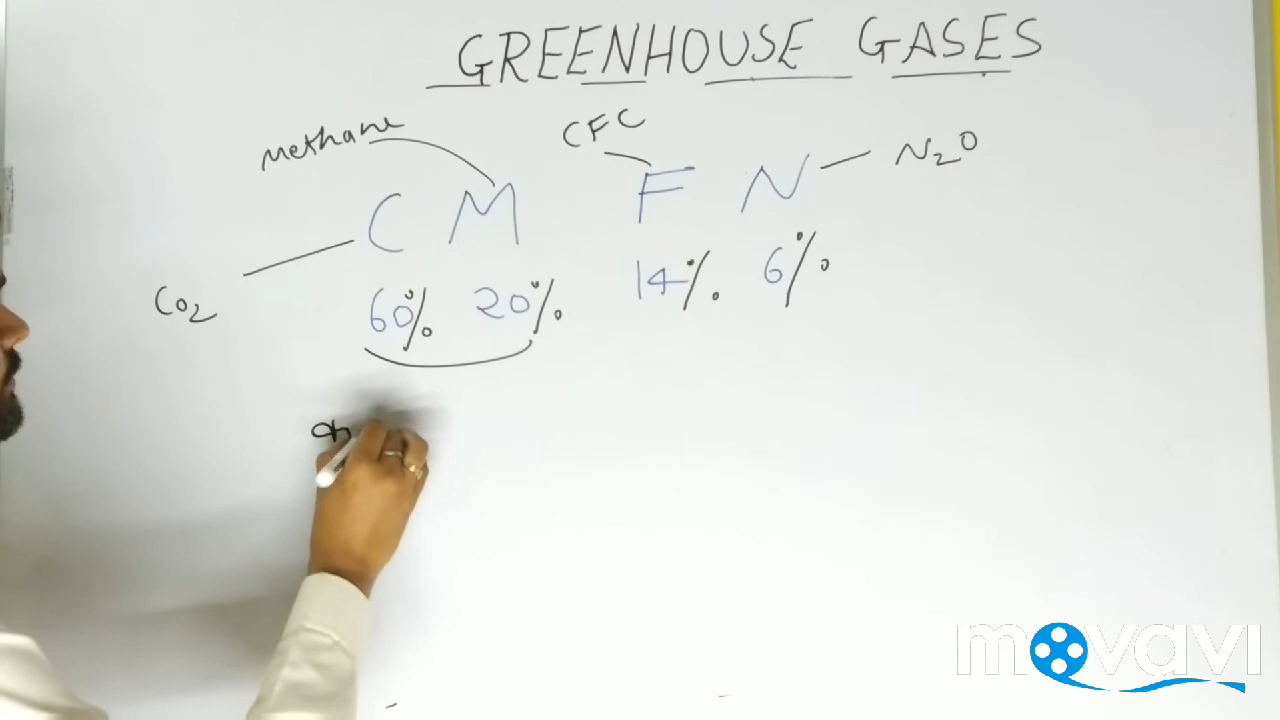 GREENHOUSE GASES
methane
CFC
N2O
C M F N
CO2
60% 20% 14% 6%
movavi